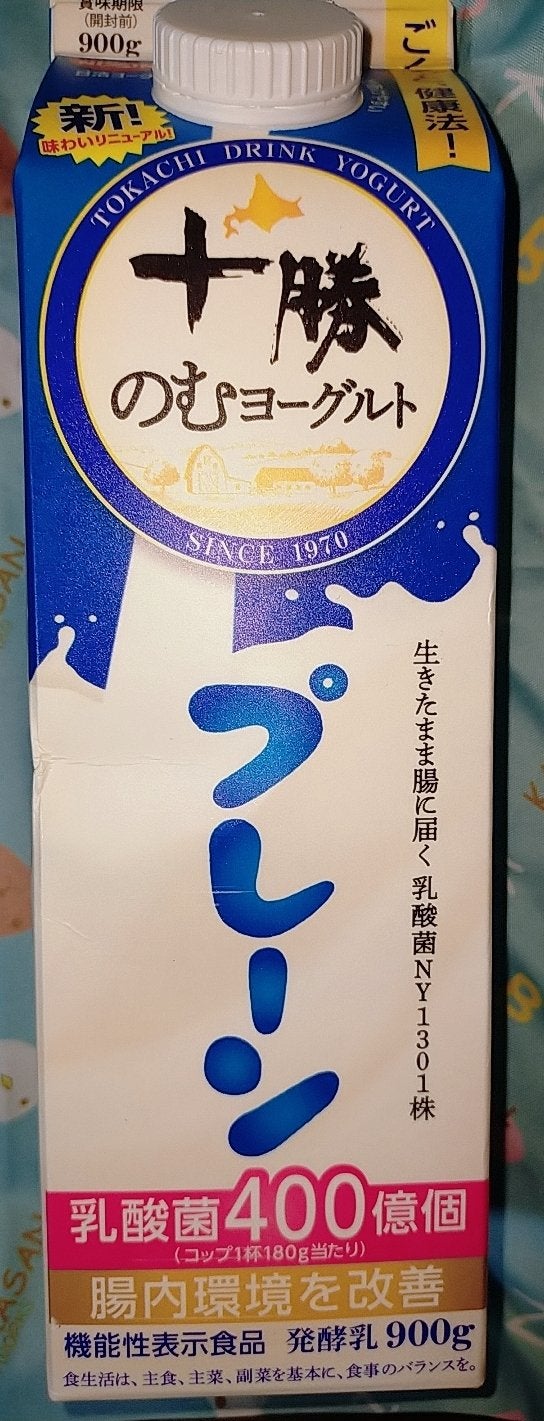 賞味期限
(開封前)
900g
新!
味わいリニューアル!
健康法!
TOKACHI DRINK YOGURT
十勝
のむヨーグルト
SINCE 1970
プレーン
生きたまま腸に届く 乳酸菌NY1301株
乳酸菌400億個
(コップ1杯180g当たり)
腸内環境を改善
機能性表示食品 発酵乳 900g
食生活は、主食、主菜、副菜を基本に、食事のバランスを。